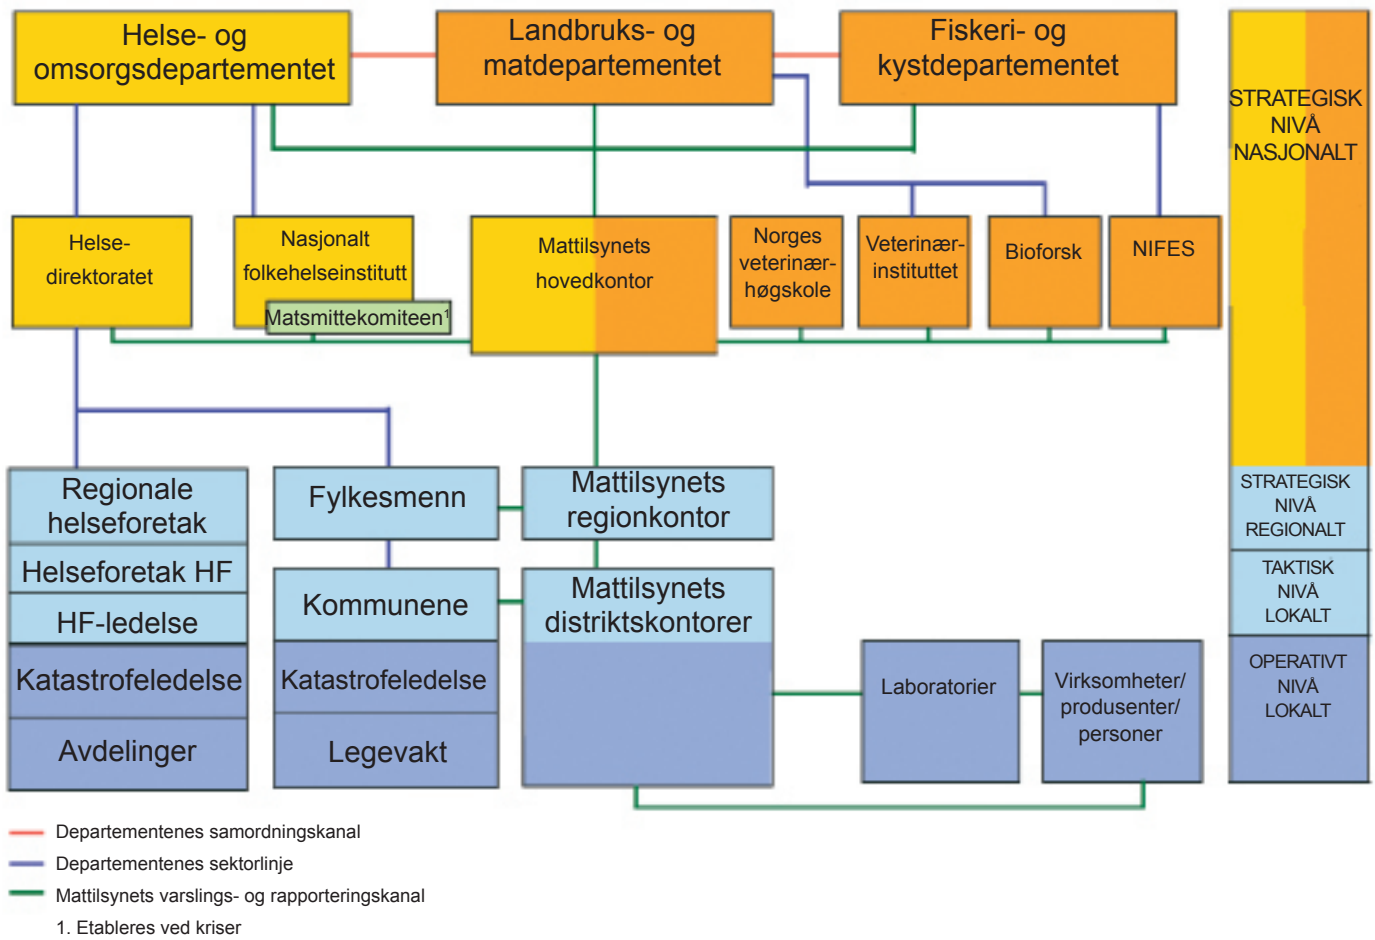 Helse- og
omsorgsdepartementet
Landbruks- og
matdepartementet
Fiskeri- og
kystdepartementet
STRATEGISK
NIVÅ
NASJONALT
Helse-
direktoratet
Nasjonalt
folkehelseinstitutt
Matsmittekomiteen¹
Mattilsynets
hovedkontor
Norges
veterinær-
høgskole
Veterinær-
instituttet
Bioforsk
NIFES
Regionale
helseforetak
Helseforetak HF
HF-ledelse
Katastrofeledelse
Avdelinger
Fylkesmenn
Kommunene
Katastrofeledelse
Legevakt
Mattilsynets
regionkontor
Mattilsynets
distriktskontorer
Laboratorier
Virksomheter/
produsenter/
personer
STRATEGISK
NIVÅ
REGIONALT
TAKTISK
NIVÅ
LOKALT
OPERATIVT
NIVÅ
LOKALT
Departementenes samordningskanal
Departementenes sektorlinje
Mattilsynets varslings- og rapporteringskanal
1. Etableres ved kriser